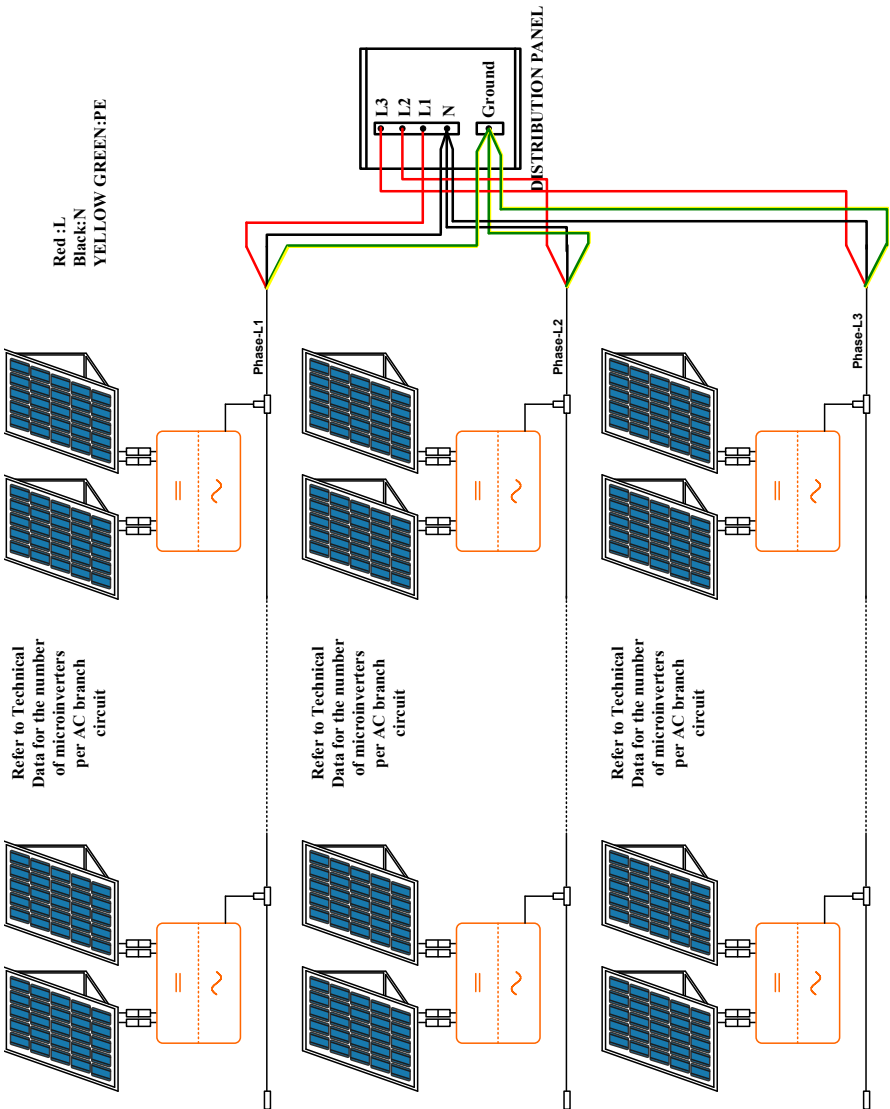 Red :L
Black:N
YELLOW GREEN:PE
L3
L2
L1
N
Ground
DISTRIBUTION PANEL
Phase-L1
Phase-L2
Phase-L3
Refer to Technical
Data for the number
of microinverters
per AC branch
circuit
Refer to Technical
Data for the number
of microinverters
per AC branch
circuit
Refer to Technical
Data for the number
of microinverters
per AC branch
circuit